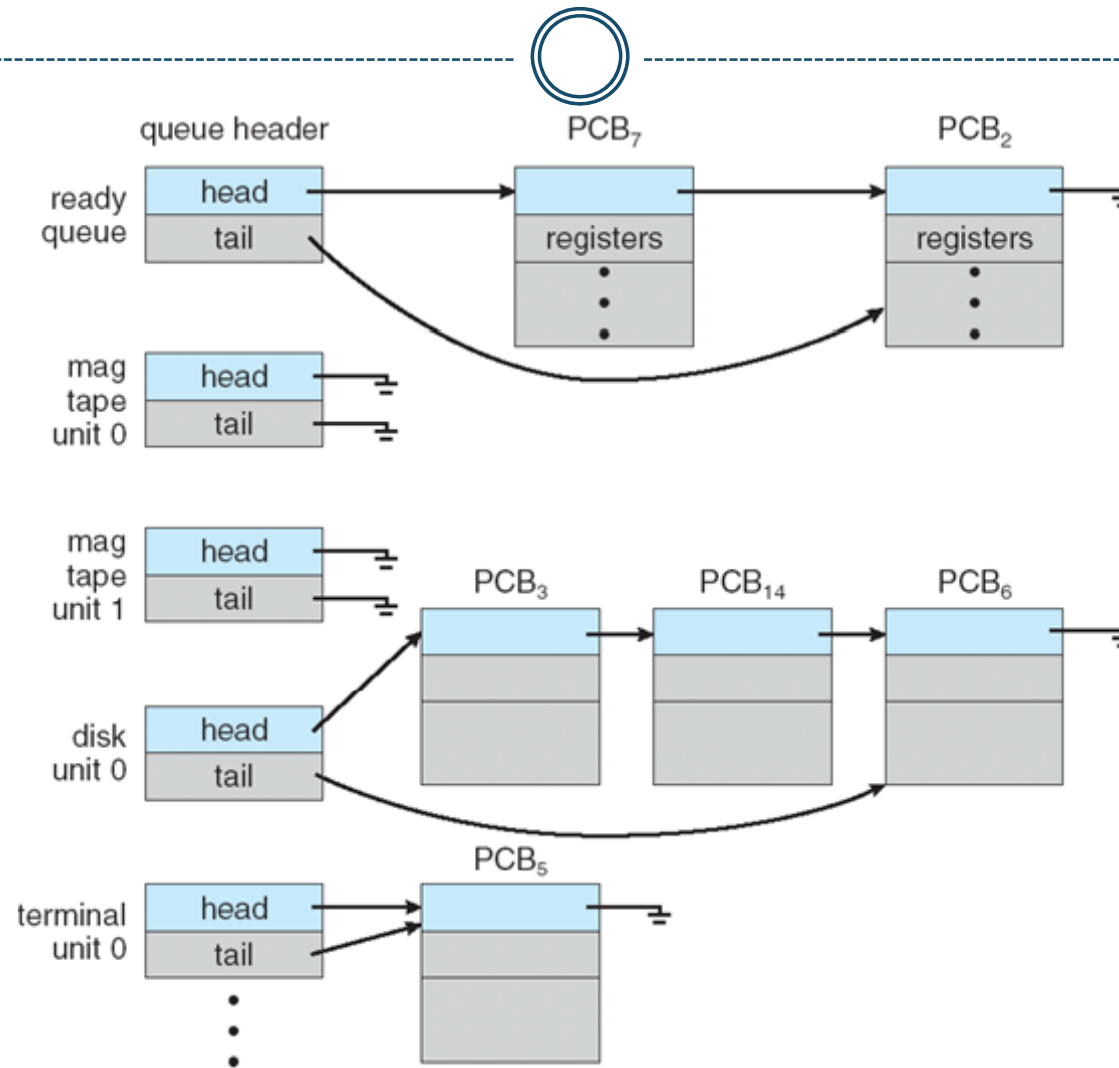 queue header
PCB₇
PCB₂
ready
queue
head
tail
registers
registers
mag
tape
unit 0
head
tail
mag
tape
unit 1
head
tail
PCB₃
PCB₁₄
PCB₆
disk
unit 0
head
tail
PCB₅
terminal
unit 0
head
tail